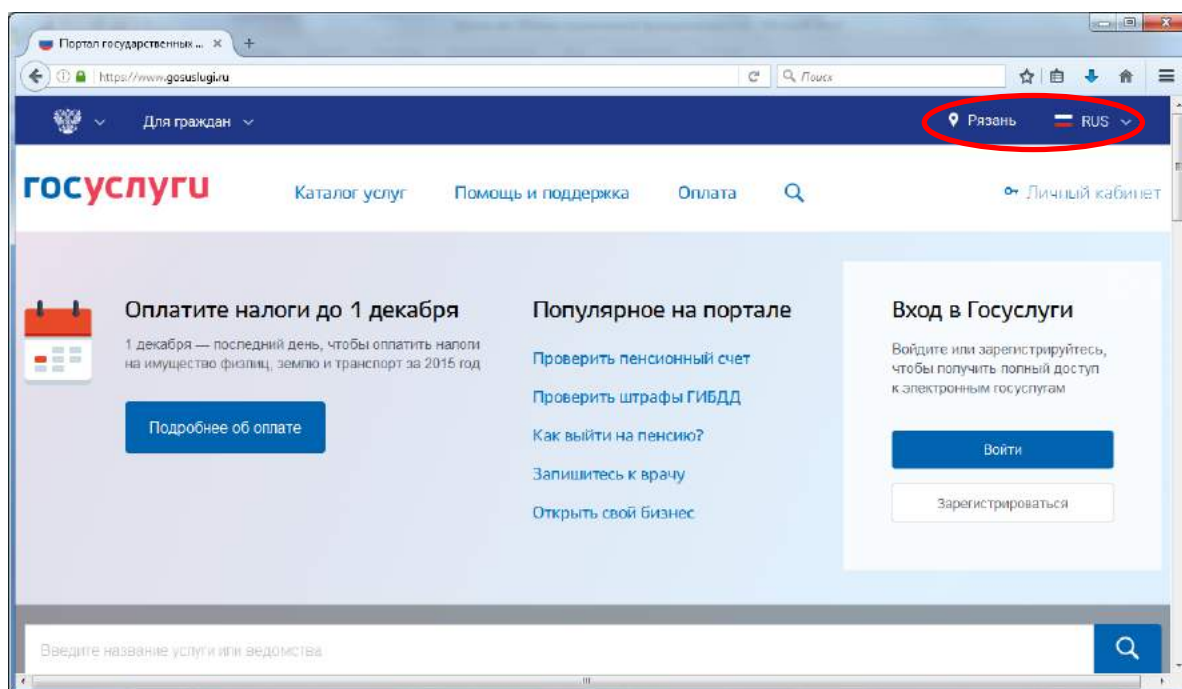 Портал государственных ... × +
https://www.gosuslugi.ru
Поиск
Для граждан
Рязань RUS
госуслуги
Каталог услуг Помощь и поддержка Оплата
Личный кабинет
Оплатите налоги до 1 декабря
1 декабря — последний день, чтобы оплатить налоги
на имущество физлиц, землю и транспорт за 2015 год
Подробнее об оплате
Популярное на портале
Проверить пенсионный счет
Проверить штрафы ГИБДД
Как выйти на пенсию?
Запишитесь к врачу
Открыть свой бизнес
Вход в Госуслуги
Войдите или зарегистрируйтесь,
чтобы получить полный доступ
к электронным госуслугам
Войти
Зарегистрироваться
Введите название услуги или ведомства